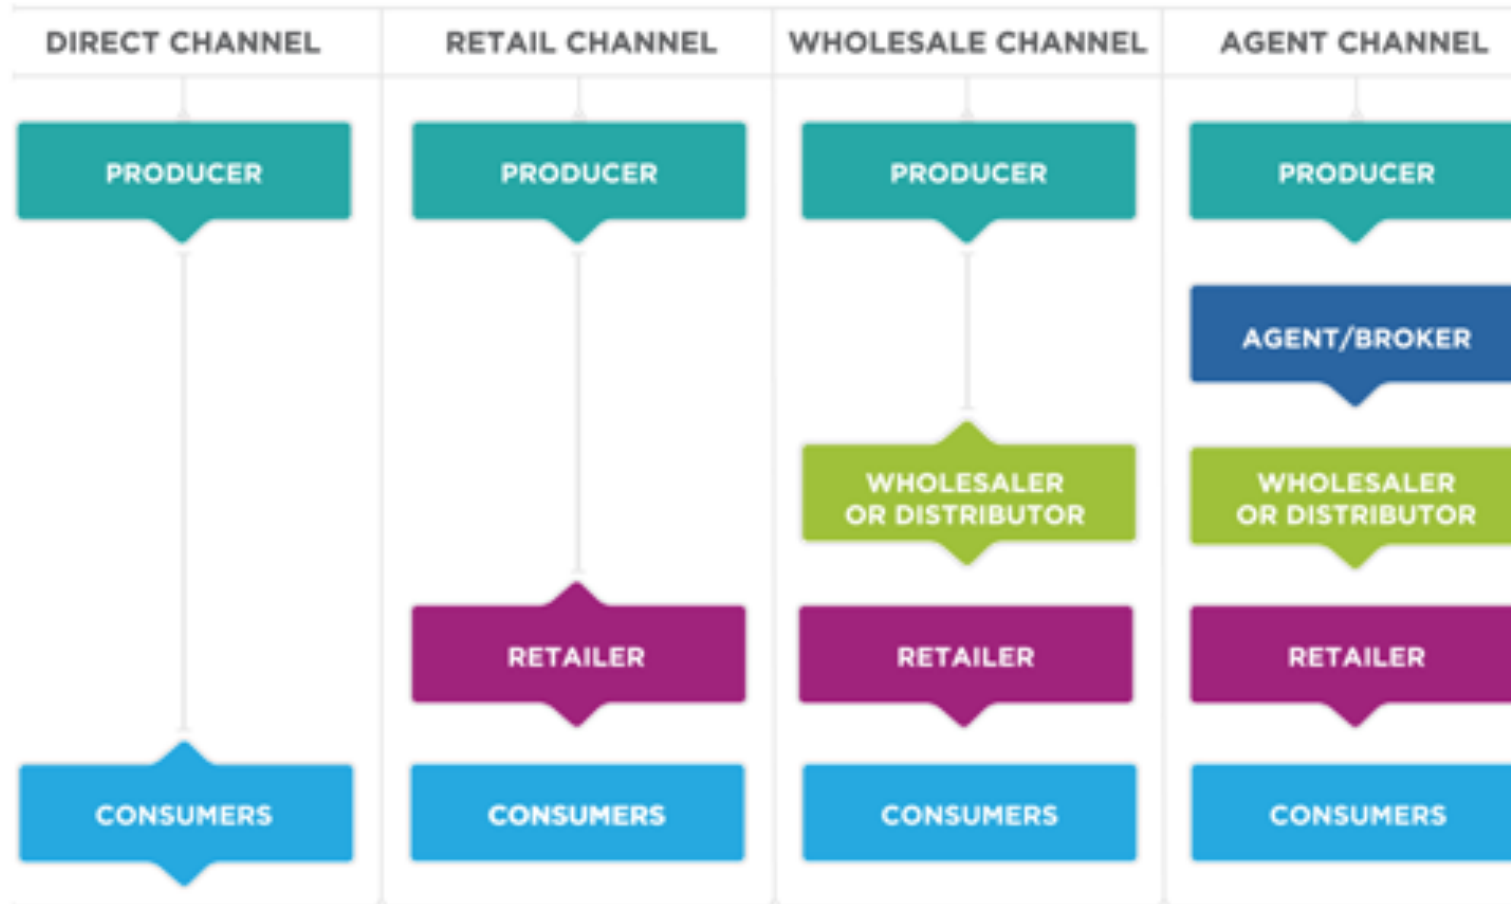 DIRECT CHANNEL
RETAIL CHANNEL
WHOLESALE CHANNEL
AGENT CHANNEL
PRODUCER
PRODUCER
PRODUCER
PRODUCER
AGENT/BROKER
WHOLESALER
OR DISTRIBUTOR
WHOLESALER
OR DISTRIBUTOR
RETAILER
RETAILER
RETAILER
CONSUMERS
CONSUMERS
CONSUMERS
CONSUMERS